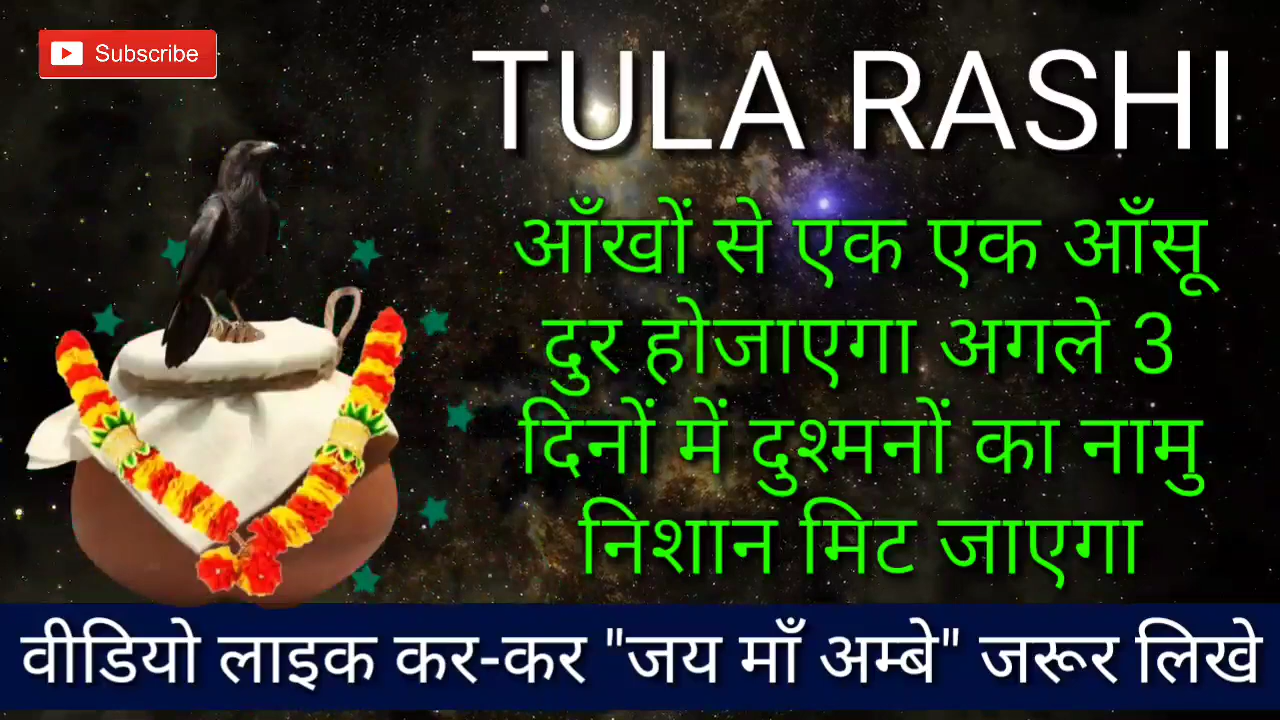 Subscribe
TULA RASHI
आँखों से एक एक आँसू
दुर होजाएगा अगले 3
दिनों में दुश्मनों का नामु
निशान मिट जाएगा
वीडियो लाइक कर-कर "जय माँ अम्बे" जरूर लिखे